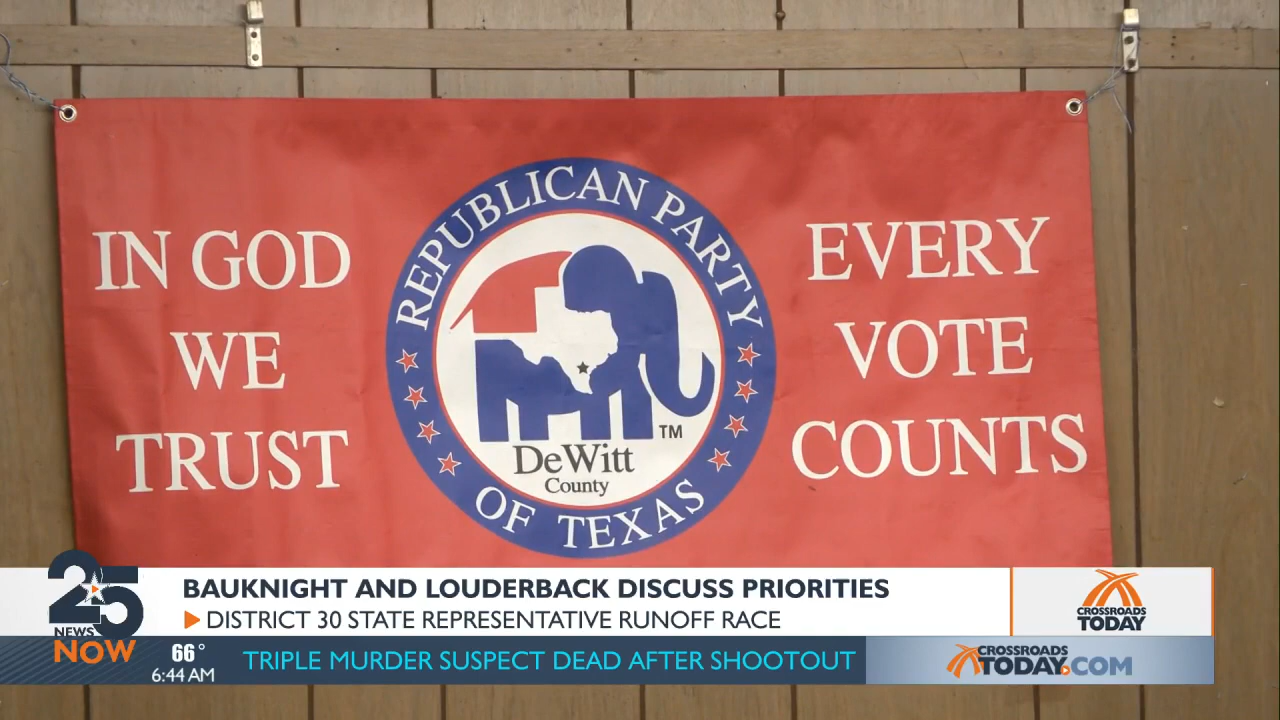 IN GOD
WE
TRUST
REPUBLICAN PARTY
OF TEXAS
TM
DeWitt
County
EVERY
VOTE
COUNTS
25
NEWS
NOW
BAUKNIGHT AND LOUDERBACK DISCUSS PRIORITIES
DISTRICT 30 STATE REPRESENTATIVE RUNOFF RACE
CROSSROADS
TODAY
66°
6:44 AM
TRIPLE MURDER SUSPECT DEAD AFTER SHOOTOUT
CROSSROADS
TODAY.COM